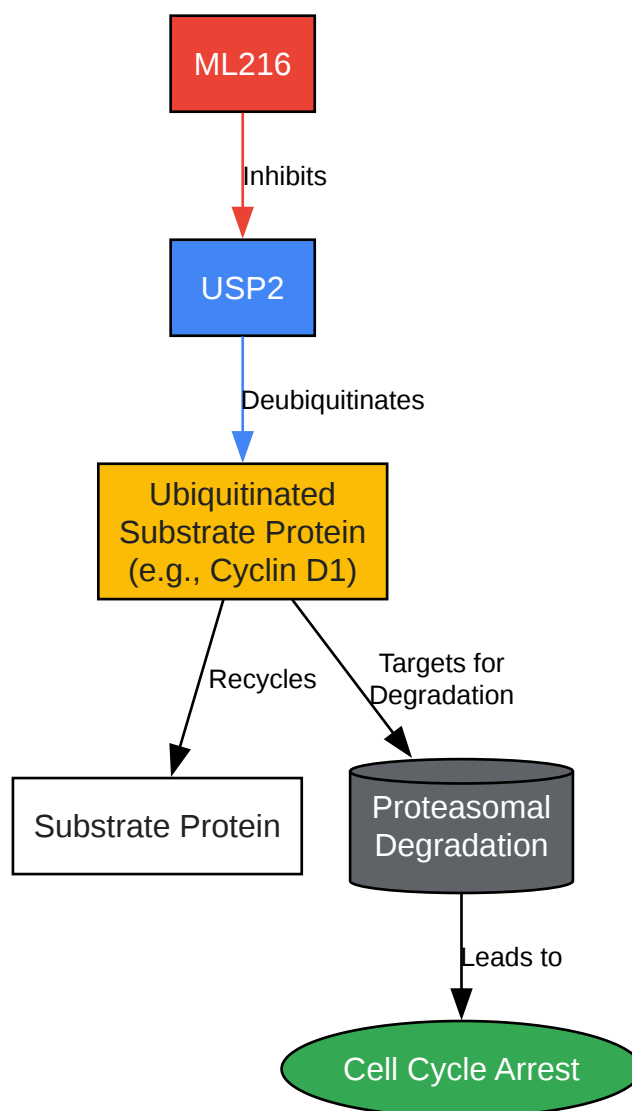 ML216
Inhibits
USP2
Deubiquitinates
Ubiquitinated
Substrate Protein
(e.g., Cyclin D1)
Recycles
Targets for
Degradation
Substrate Protein
Proteasomal
Degradation
Leads to
Cell Cycle Arrest